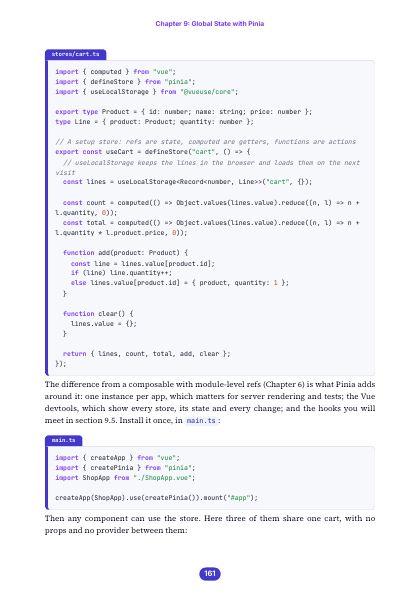 Chapter 9: Global State with Pinia
stores/cart.ts
import { computed } from "vue";
import { defineStore } from "pinia";
import { useLocalStorage } from "@vueuse/core";
export type Product = { id: number; name: string; price: number };
type Line = { product: Product; quantity: number };
// A setup store: refs are state, computed are getters, functions are actions
export const useCart = defineStore("cart", () => {
// useLocalStorage keeps the lines in the browser and loads them on the next
visit
const lines = useLocalStorage<Record<number, Line>>("cart", {});
const count = computed(() => Object.values(lines.value).reduce((n, l) => n +
l.quantity, 0));
const total = computed(() => Object.values(lines.value).reduce((n, l) => n +
l.quantity * l.product.price, 0));
function add(product: Product) {
const line = lines.value[product.id];
if (line) line.quantity++;
else lines.value[product.id] = { product, quantity: 1 };
}
function clear() {
lines.value = {};
}
return { lines, count, total, add, clear };
});
The difference from a composable with module-level refs (Chapter 6) is what Pinia adds
around it: one instance per app, which matters for server rendering and tests; the Vue
devtools, which show every store, its state and every change; and the hooks you will
meet in section 9.5. Install it once, in main.ts:
main.ts
import { createApp } from "vue";
import { createPinia } from "pinia";
import ShopApp from "./ShopApp.vue";
createApp(ShopApp).use(createPinia()).mount("#app");
Then any component can use the store. Here three of them share one cart, with no
props and no provider between them:
161